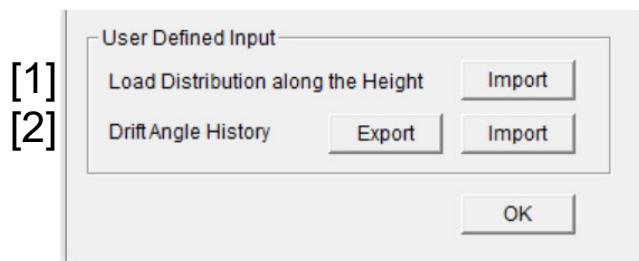 User Defined Input
[1] Load Distribution along the Height Import
[2] Drift Angle History Export Import
OK